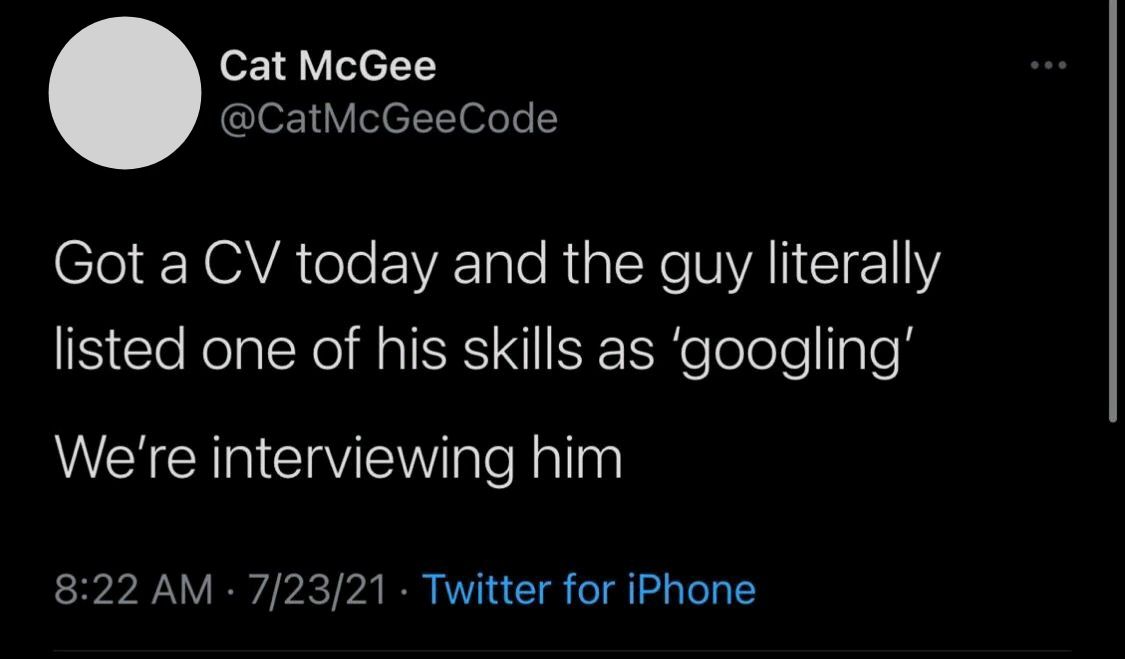 Cat McGee
@CatMcGeeCode
Got a CV today and the guy literally
listed one of his skills as ‘googling’
We’re interviewing him
8:22 AM · 7/23/21 · Twitter for iPhone